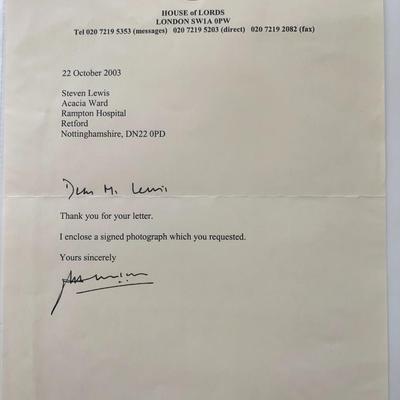 HOUSE of LORDS
LONDON SW1A 0PW
Tel 020 7219 5353 (messages) 020 7219 5203 (direct) 020 7219 2082 (fax)
22 October 2003
Steven Lewis
Acacia Ward
Rampton Hospital
Retford
Nottinghamshire, DN22 0PD
Dear Mr Lewis
Thank you for your letter.
I enclose a signed photograph which you requested.
Yours sincerely